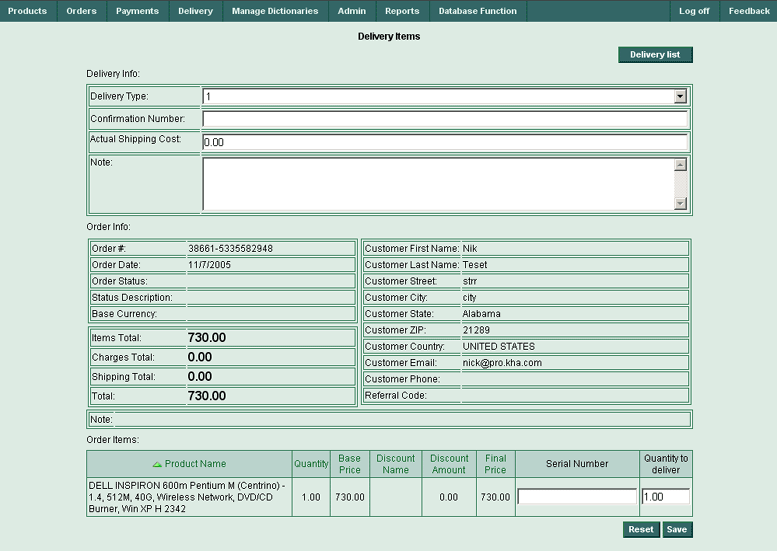 Products Orders Payments Delivery Manage Dictionaries Admin Reports Database Function Log off Feedback
Delivery Items
Delivery list
Delivery Info:
Delivery Type: 1
Confirmation Number:
Actual Shipping Cost: 0.00
Note:
Order Info:
Order #: 38661-5335582948
Order Date: 11/7/2005
Order Status:
Status Description:
Base Currency:
Items Total: 730.00
Charges Total: 0.00
Shipping Total: 0.00
Total: 730.00
Customer First Name: Nik
Customer Last Name: Teset
Customer Street: strr
Customer City: city
Customer State: Alabama
Customer ZIP: 21289
Customer Country: UNITED STATES
Customer Email: nick@pro.kha.com
Customer Phone:
Referral Code:
Note:
Order Items:
Product Name Quantity Base Price Discount Name Discount Amount Final Price Serial Number Quantity to deliver
DELL INSPIRON 600m Pentium M (Centrino) -
1.4, 512M, 40G, Wireless Network, DVD/CD
Burner, Win XP H 2342
1.00 730.00 0.00 730.00 1.00
Reset Save